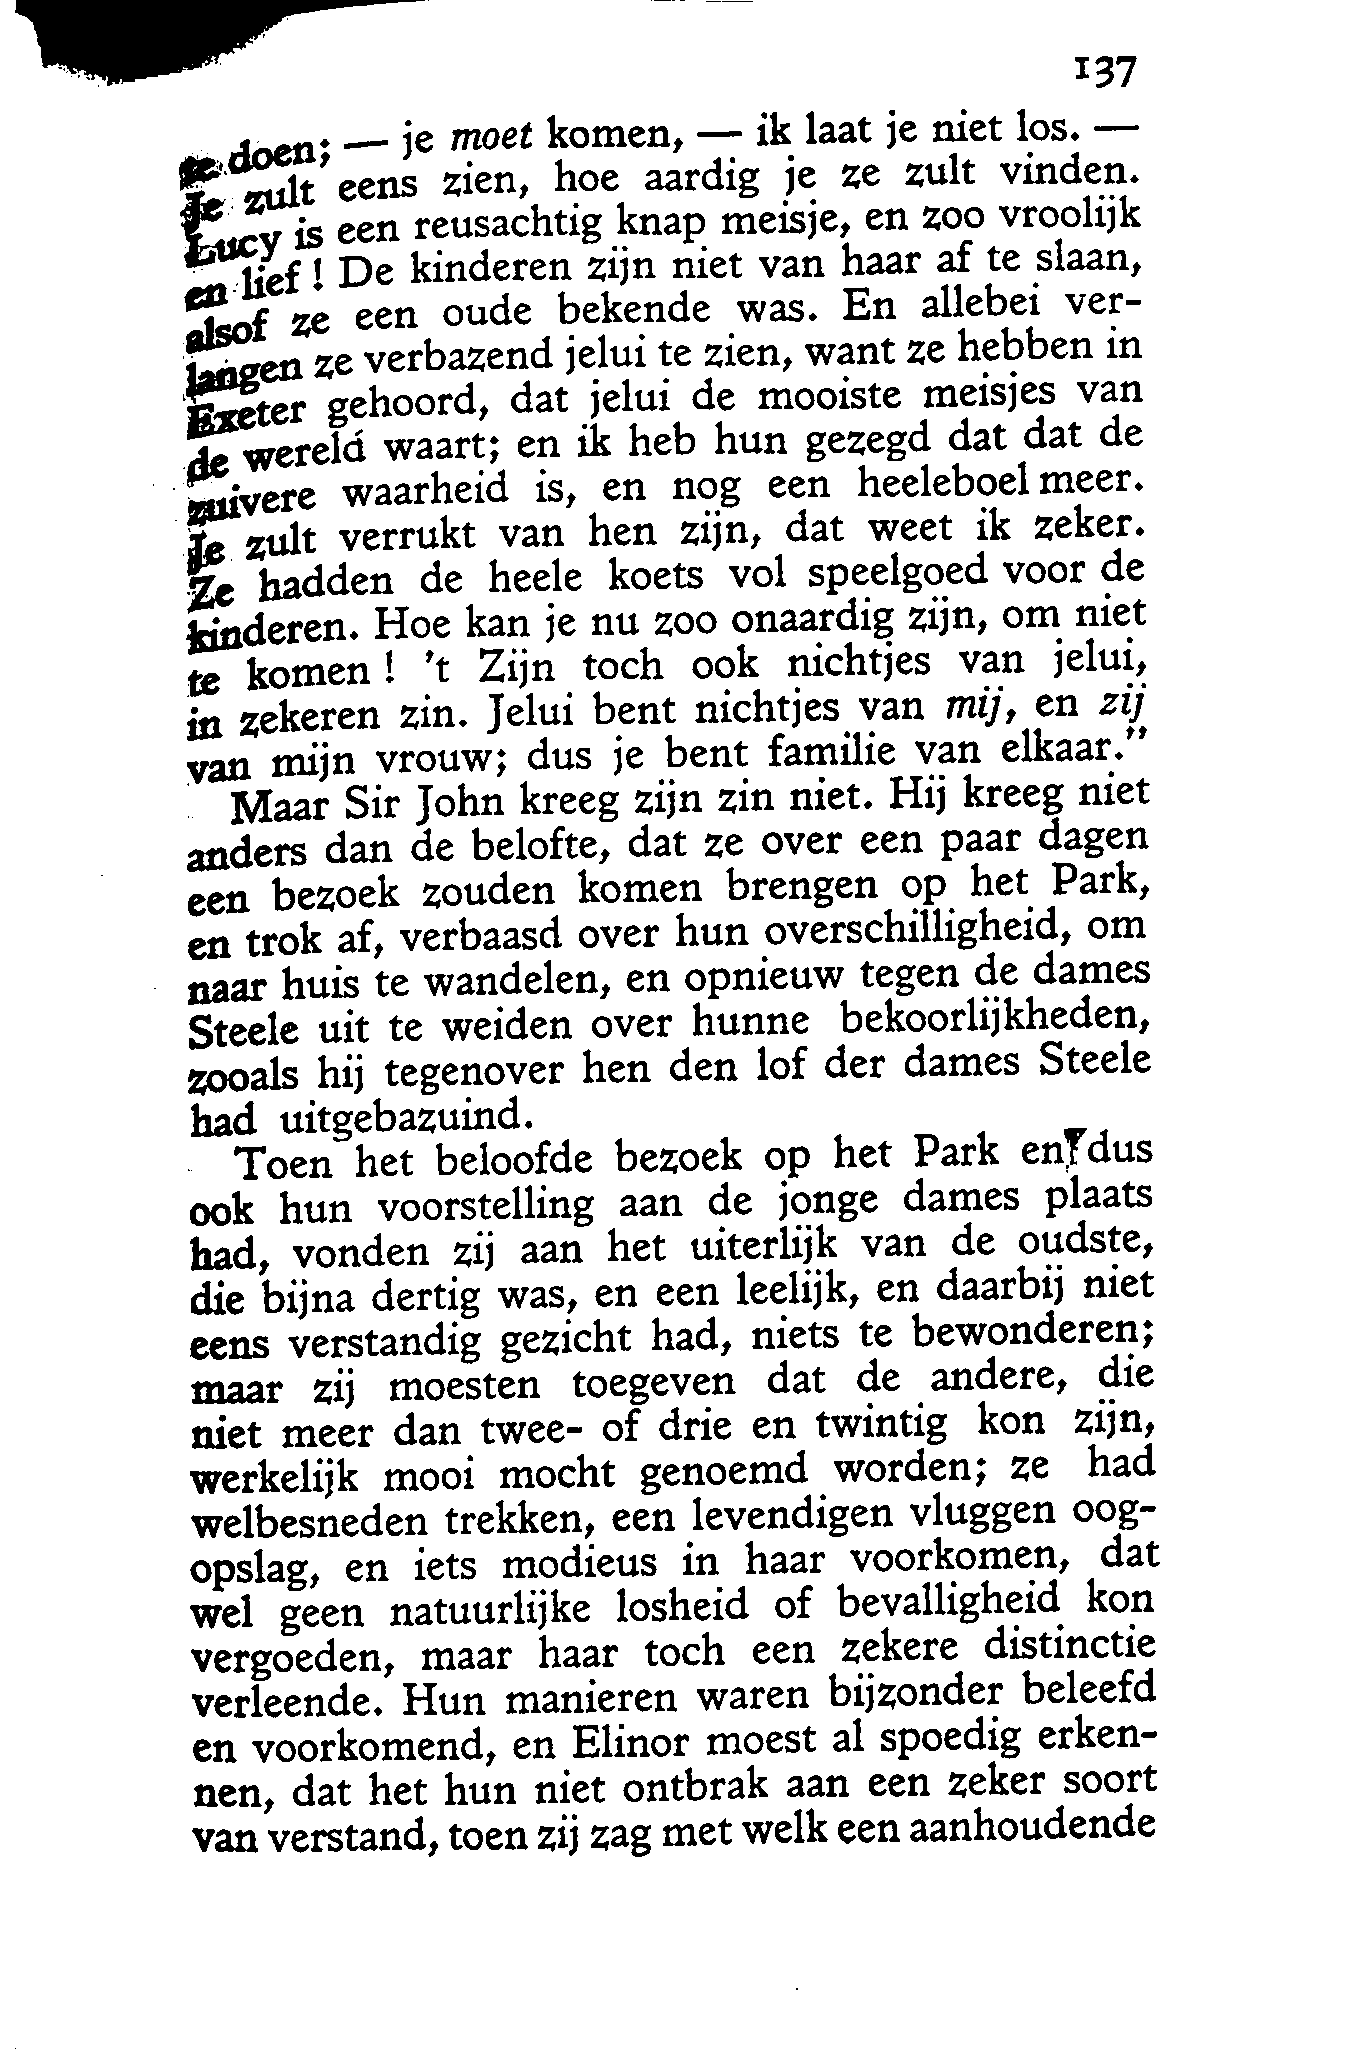 137
te doen; — je moet komen, — ik laat je niet los. —
Je zult eens zien, hoe aardig je ze zult vinden.
Lucy is een reusachtig knap meisje, en zoo vroolijk
en lief! De kinderen zijn niet van haar af te slaan,
alsof ze een oude bekende was. En allebei ver-
langen ze verbazend jelui te zien, want ze hebben in
Exeter gehoord, dat jelui de mooiste meisjes van
de wereld waart; en ik heb hun gezegd dat dat de
zuivere waarheid is, en nog een heeleboel meer.
Je zult verrukt van hen zijn, dat weet ik zeker.
Ze hadden de heele koets vol speelgoed voor de
kinderen. Hoe kan je nu zoo onaardig zijn, om niet
te komen! 't Zijn toch ook nichtjes van jelui,
in zekeren zin. Jelui bent nichtjes van mij, en zij
van mijn vrouw; dus je bent familie van elkaar."
Maar Sir John kreeg zijn zin niet. Hij kreeg niet
anders dan de belofte, dat ze over een paar dagen
een bezoek zouden komen brengen op het Park,
en trok af, verbaasd over hun overschilligheid, om
naar huis te wandelen, en opnieuw tegen de dames
Steele uit te weiden over hunne bekoorlijkheden,
zooals hij tegenover hen den lof der dames Steele
had uitgebazuind.
Toen het beloofde bezoek op het Park en dus
ook hun voorstelling aan de jonge dames plaats
had, vonden zij aan het uiterlijk van de oudste,
die bijna dertig was, en een leelijk, en daarbij niet
eens verstandig gezicht had, niets te bewonderen;
maar zij moesten toegeven dat de andere, die
niet meer dan twee- of drie en twintig kon zijn,
werkelijk mooi mocht genoemd worden; ze had
welbesneden trekken, een levendigen vluggen oog-
opslag, en iets modieus in haar voorkomen, dat
wel geen natuurlijke losheid of bevalligheid kon
vergoeden, maar haar toch een zekere distinctie
verleende. Hun manieren waren bijzonder beleefd
en voorkomend, en Elinor moest al spoedig erken-
nen, dat het hun niet ontbrak aan een zeker soort
van verstand, toen zij zag met welk een aanhoudende